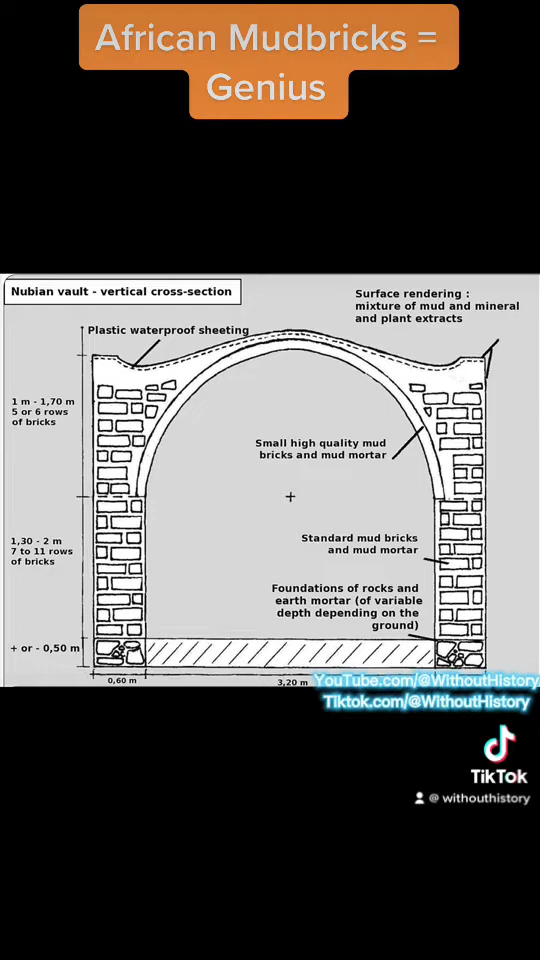 African Mudbricks =
Genius
Nubian vault - vertical cross-section
Surface rendering :
mixture of mud and mineral
and plant extracts
Plastic waterproof sheeting
1 m - 1,70 m
5 or 6 rows
of bricks
Small high quality mud
bricks and mud mortar
1,30 - 2 m
7 to 11 rows
of bricks
Standard mud bricks
and mud mortar
Foundations of rocks and
earth mortar (of variable
depth depending on the
ground)
+ or - 0,50 m
0,60 m
3,20 m
YouTube.com/@WithoutHistory
Tiktok.com/@WithoutHistory
TikTok
@ withouthistory